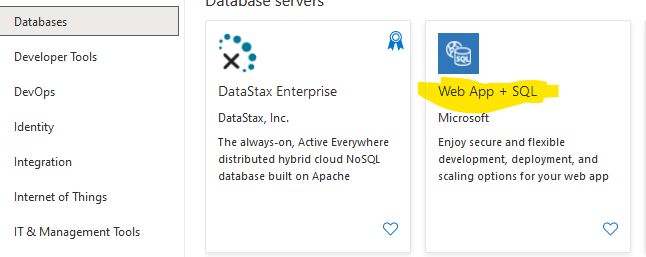 Database servers
Databases
Developer Tools
DevOps
Identity
Integration
Internet of Things
IT & Management Tools
DataStax Enterprise
DataStax, Inc.
The always-on, Active Everywhere
distributed hybrid cloud NoSQL
database built on Apache
SQL
Web App + SQL
Microsoft
Enjoy secure and flexible
development, deployment, and
scaling options for your web app